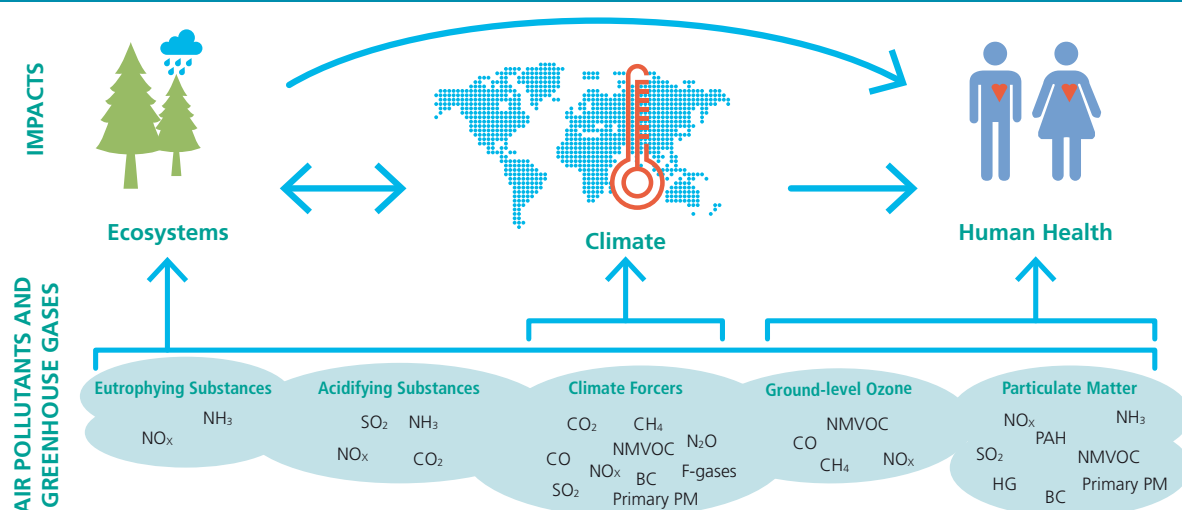 IMPACTS
Ecosystems
Climate
Human Health
AIR POLLUTANTS AND
GREENHOUSE GASES
Eutrophying Substances
NH₃
NOₓ
Acidifying Substances
SO₂ NH₃
NOₓ CO₂
Climate Forcers
CO₂ CH₄
NMVOC N₂O
CO NOₓ BC F-gases
SO₂ Primary PM
Ground-level Ozone
NMVOC
CO
CH₄ NOₓ
Particulate Matter
NOₓ NH₃
PAH
SO₂ NMVOC
HG Primary PM
BC